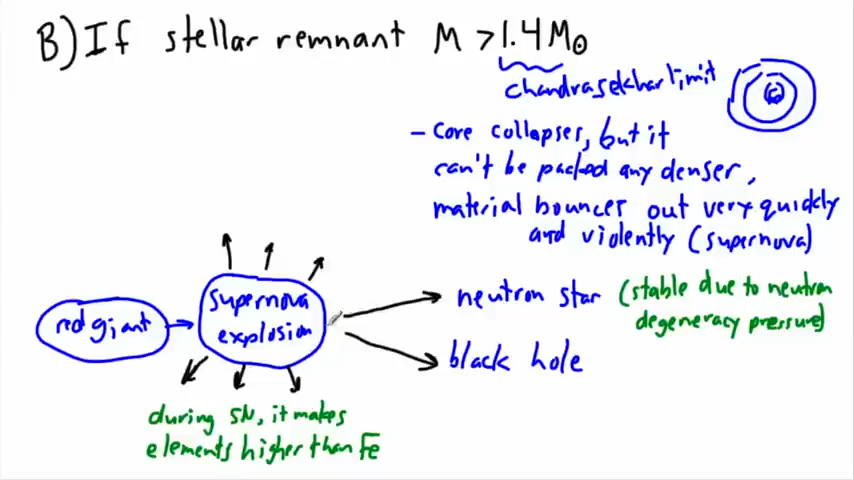 B) If stellar remnant M > 1.4M⊙
chandrasekhar limit
- Core collapses, but it
can't be packed any denser,
material bounces out very quickly
and violently (supernova)
red giant
supernova
explosion
neutron star (stable due to neutron
degeneracy pressure)
black hole
during SN, it makes
elements higher than Fe